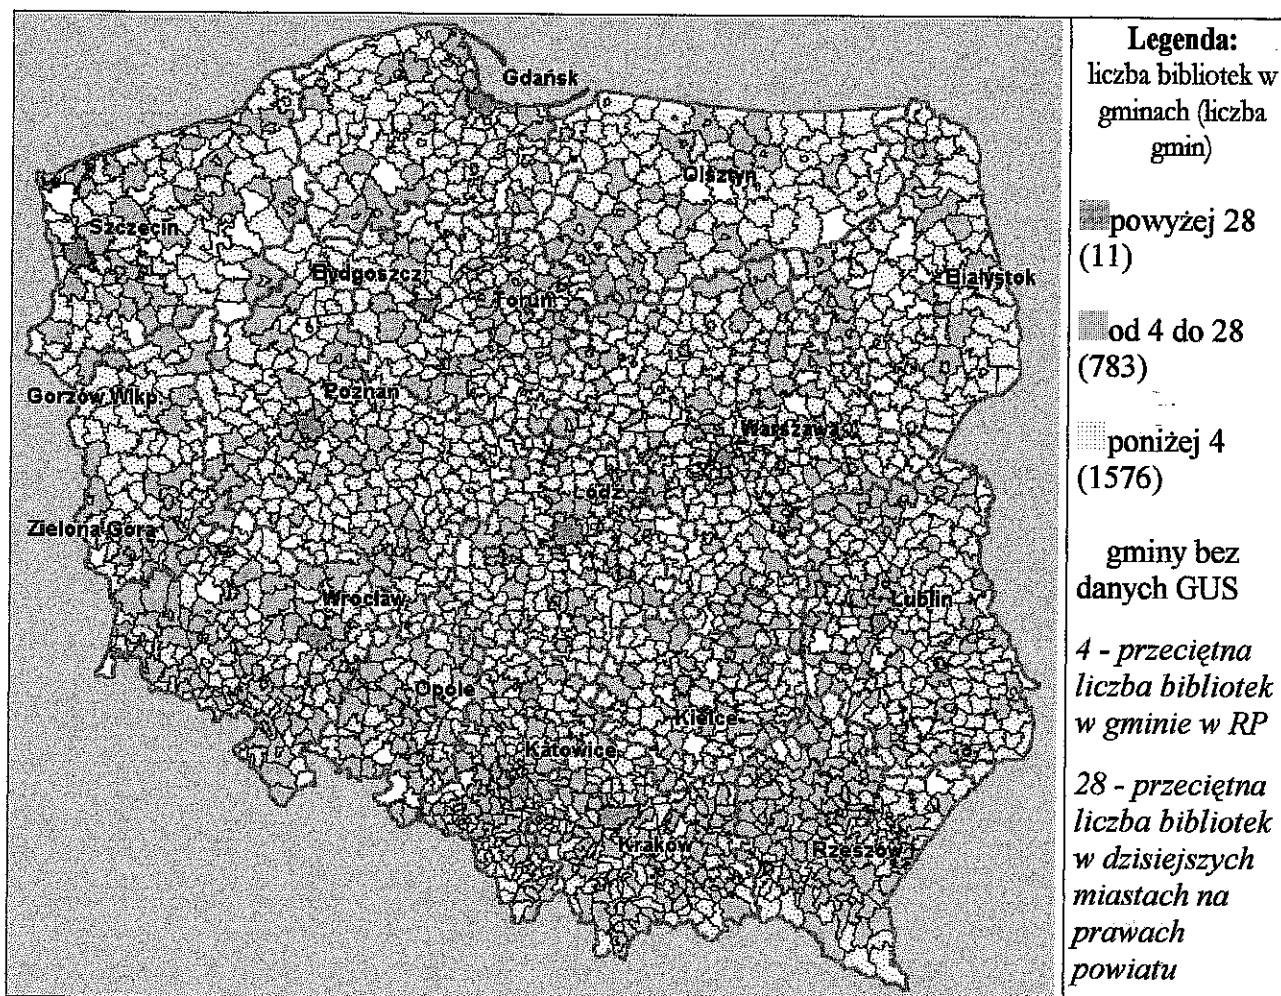 Gdańsk
Olsztyn
Szczecin
Bydgoszcz
Toruń
Białystok
Gorzów Wlkp.
Poznań
Warszawa
Łódź
Zielona Góra
Wrocław
Lublin
Opole
Kielce
Katowice
Kraków
Rzeszów
Legenda:
liczba bibliotek w
gminach (liczba
gmin)
powyżej 28
(11)
od 4 do 28
(783)
poniżej 4
(1576)
gminy bez
danych GUS
4 - przeciętna
liczba bibliotek
w gminie w RP
28 - przeciętna
liczba bibliotek
w dzisiejszych
miastach na
prawach
powiatu